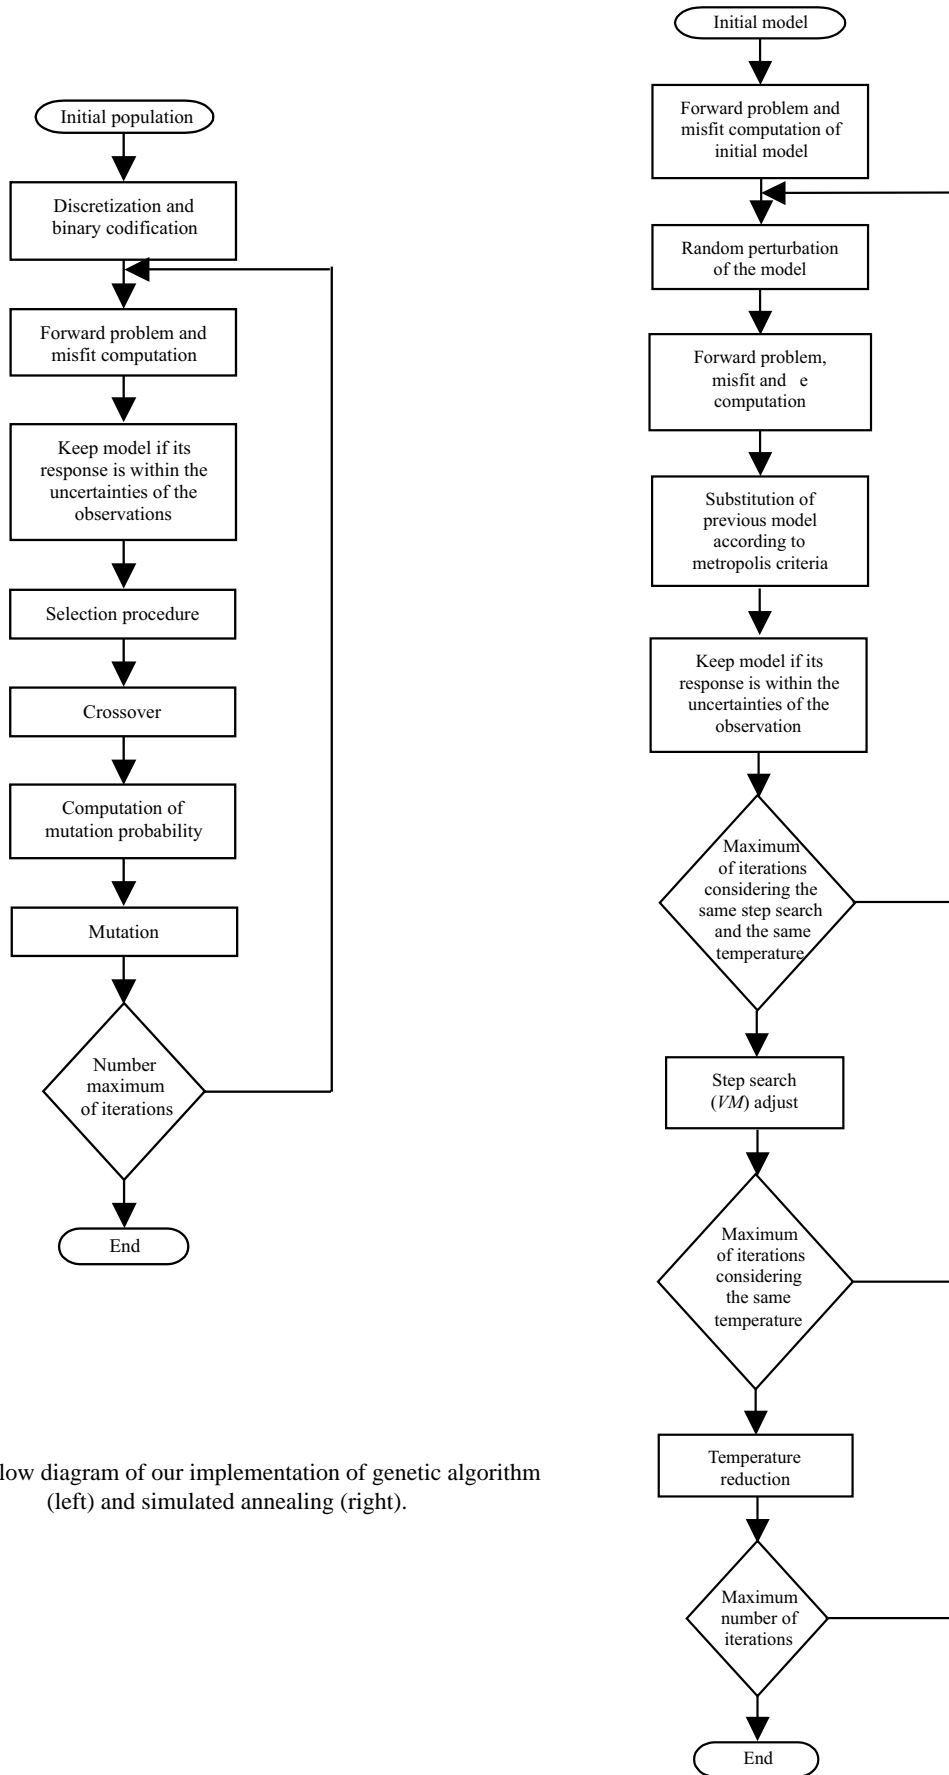 Initial population
Discretization and
binary codification
Forward problem and
misfit computation
Keep model if its
response is within the
uncertainties of the
observations
Selection procedure
Crossover
Computation of
mutation probability
Mutation
Number
maximum
of iterations
End
low diagram of our implementation of genetic algorithm
(left) and simulated annealing (right).
Initial model
Forward problem and
misfit computation of
initial model
Random perturbation
of the model
Forward problem,
misfit and e
computation
Substitution of
previous model
according to
metropolis criteria
Keep model if its
response is within the
uncertainties of the
observation
Maximum
of iterations
considering the
same step search
and the same
temperature
Step search
(VM) adjust
Maximum
of iterations
considering
the same
temperature
Temperature
reduction
Maximum
number of
iterations
End